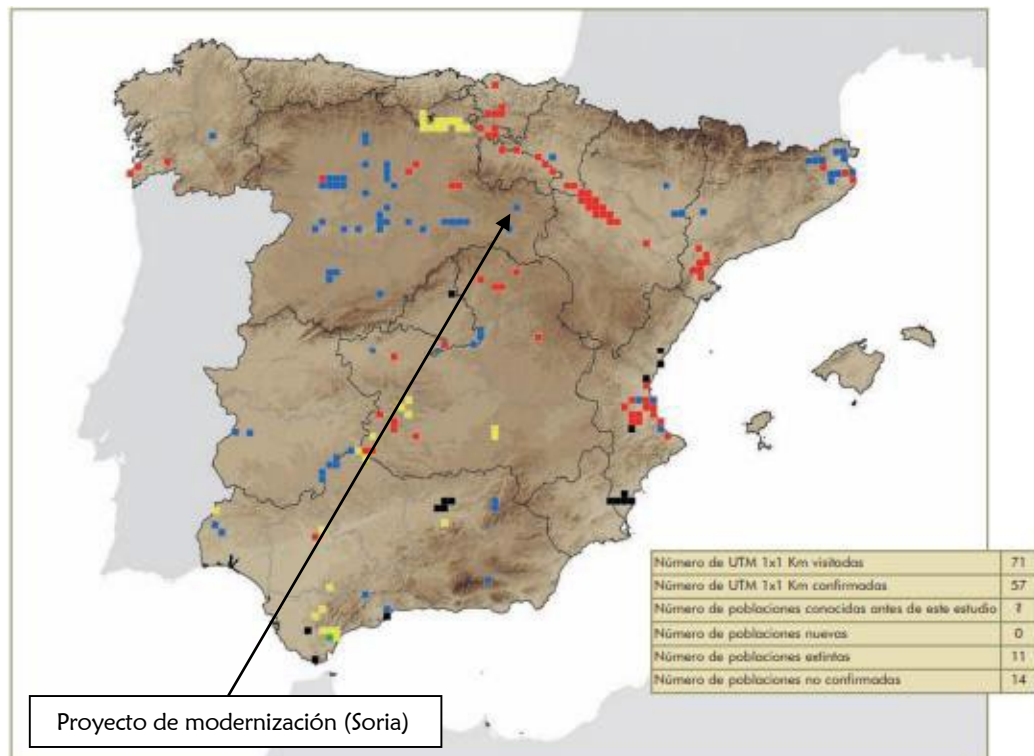 Número de UTM 1x1 Km visitadas 71
Número de UTM 1x1 Km confirmadas 57
Número de poblaciones conocidas antes de este estudio ?
Número de poblaciones nuevas 0
Número de poblaciones extintas 11
Número de poblaciones no confirmadas 14
Proyecto de modernización (Soria)